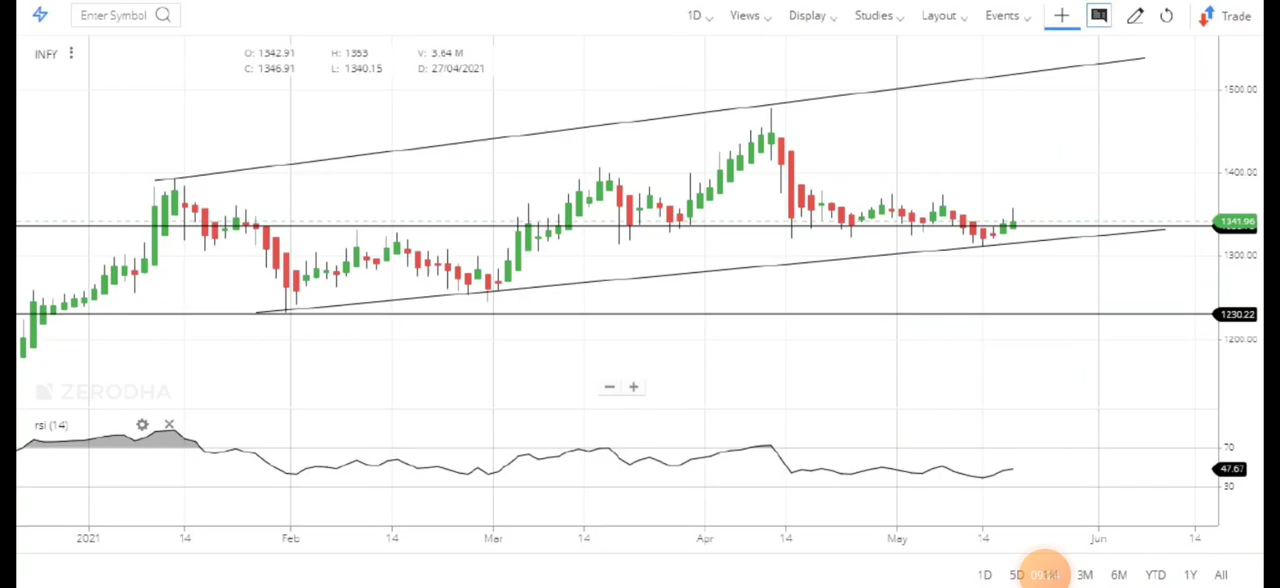 Enter Symbol 1D Views Display Studies Layout Events Trade
INFY O: 1342.91 H: 1353 V: 3.64 M
C: 1346.91 L: 1340.15 D: 27/04/2021
1500.00
1400.00
1341.96
1300.00
1230.22
1200.00
ZERODHA
rsi (14)
70
47.67
30
2021 14 Feb 14 Mar 14 Apr 14 May 14 Jun 14
1D 5D 3M 6M YTD 1Y All